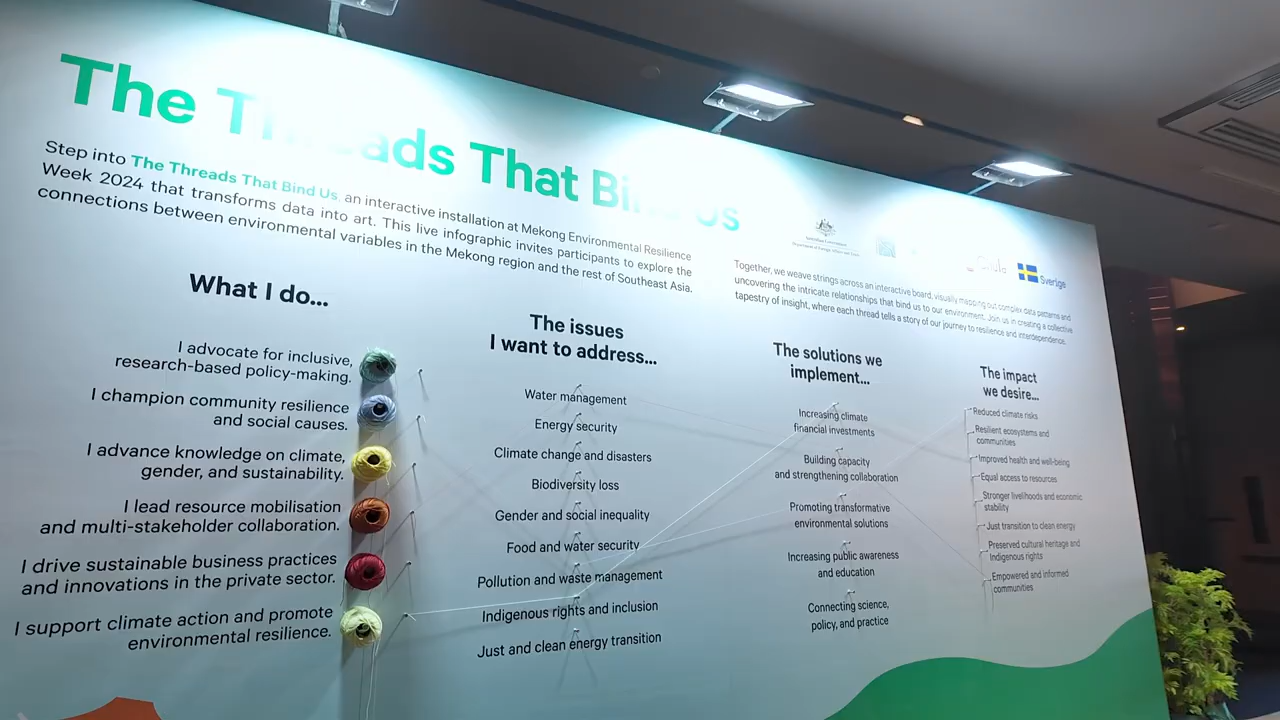 The Threads That Bind Us
Step into The Threads That Bind Us, an interactive installation at Mekong Environmental Resilience
Week 2024 that transforms data into art. This live infographic invites participants to explore the
connections between environmental variables in the Mekong region and the rest of Southeast Asia.
Sverige
Together, we weave strings across an interactive board, visually mapping out complex data patterns and
uncovering the intricate relationships that bind us to our environment. Join us in creating a collective
tapestry of insight, where each thread tells a story of our journey to resilience and interdependence.
What I do...
I advocate for inclusive,
research-based policy-making.
I champion community resilience
and social causes.
I advance knowledge on climate,
gender, and sustainability.
I lead resource mobilisation
and multi-stakeholder collaboration.
I drive sustainable business practices
and innovations in the private sector.
I support climate action and promote
environmental resilience.
The issues
I want to address...
Water management
Energy security
Climate change and disasters
Biodiversity loss
Gender and social inequality
Food and water security
Pollution and waste management
Indigenous rights and inclusion
Just and clean energy transition
The solutions we
implement...
Increasing climate
financial investments
Building capacity
and strengthening collaboration
Promoting transformative
environmental solutions
Increasing public awareness
and education
Connecting science,
policy, and practice
The impact
we desire...
Reduced climate risks
Resilient ecosystems and
communities
Improved health and well-being
Equal access to resources
Stronger livelihoods and economic
stability
Just transition to clean energy
Preserved cultural heritage and
Indigenous rights
Empowered and informed
communities